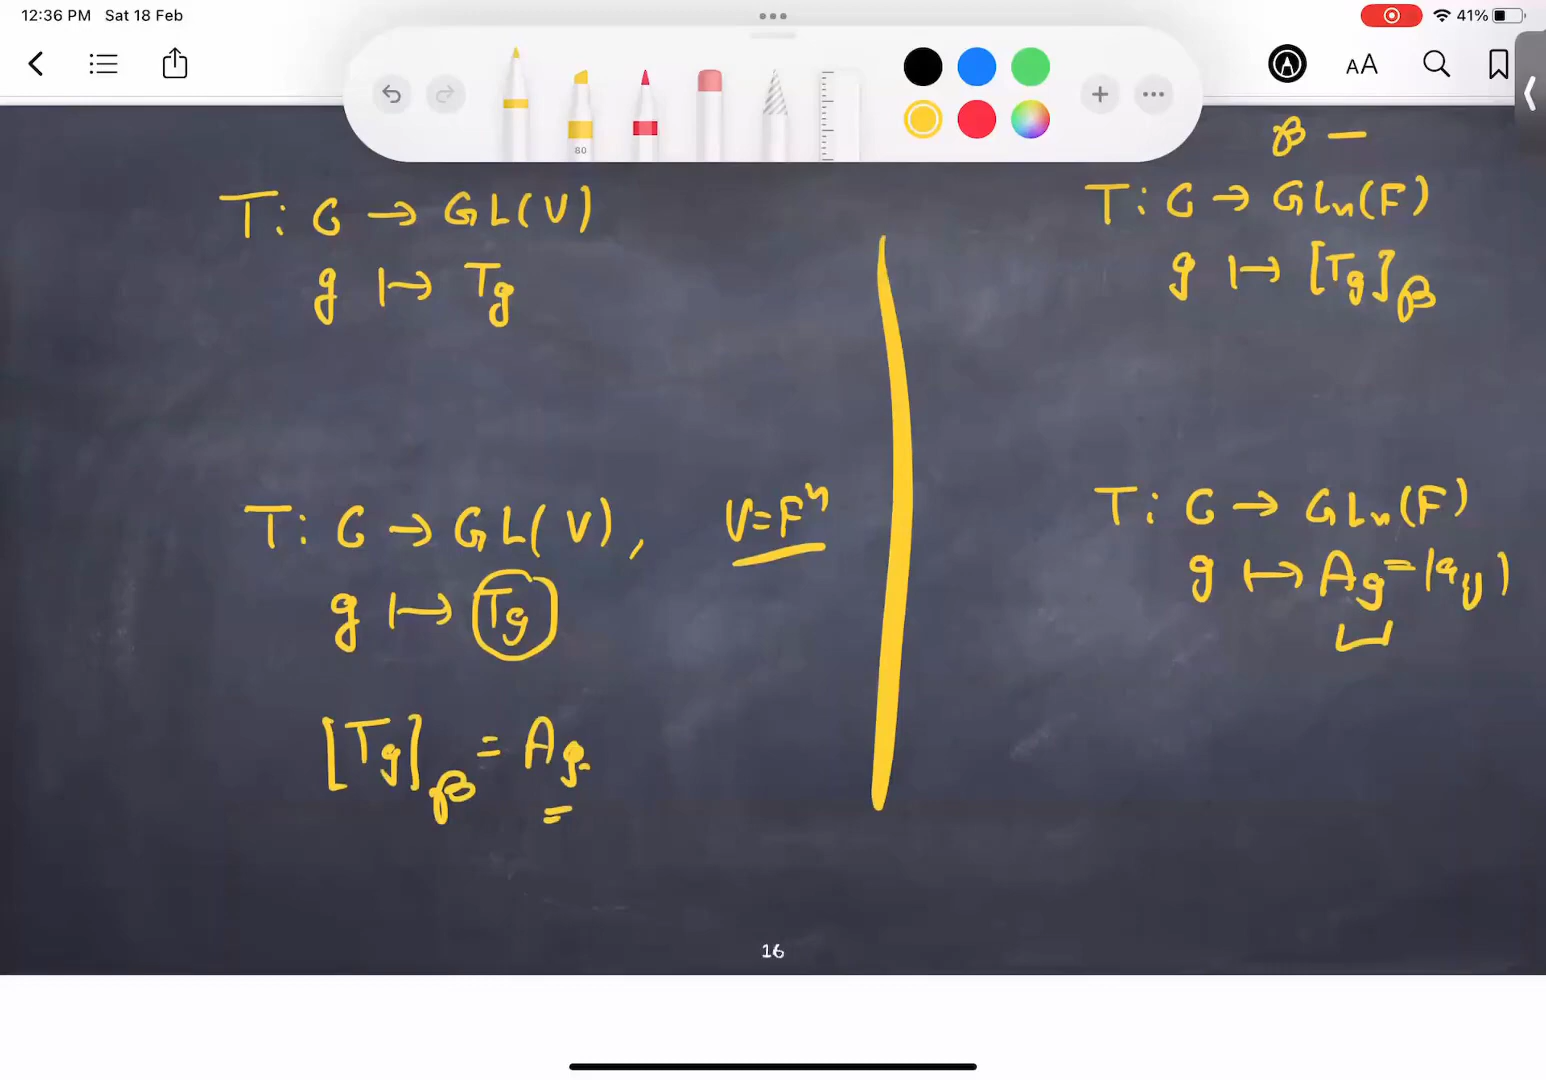 12:36 PM Sat 18 Feb
41%
AA
80
T: G → GL(V)
g ↦ T_g
T: G → GL(V), V=F^n
g ↦ T_g
[T_g]_β = A_g.
β —
T: G → GL_n(F)
g ↦ [T_g]_β
T: G → GL_n(F)
g ↦ A_g = (a_ij)
16